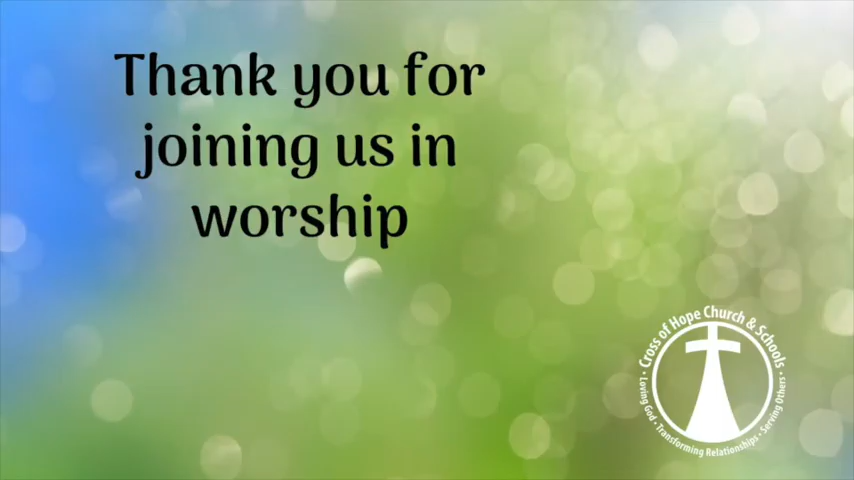 Thank you for
joining us in
worship
Cross of Hope Church & Schools
• Loving God • Transforming Relationships • Serving Others •